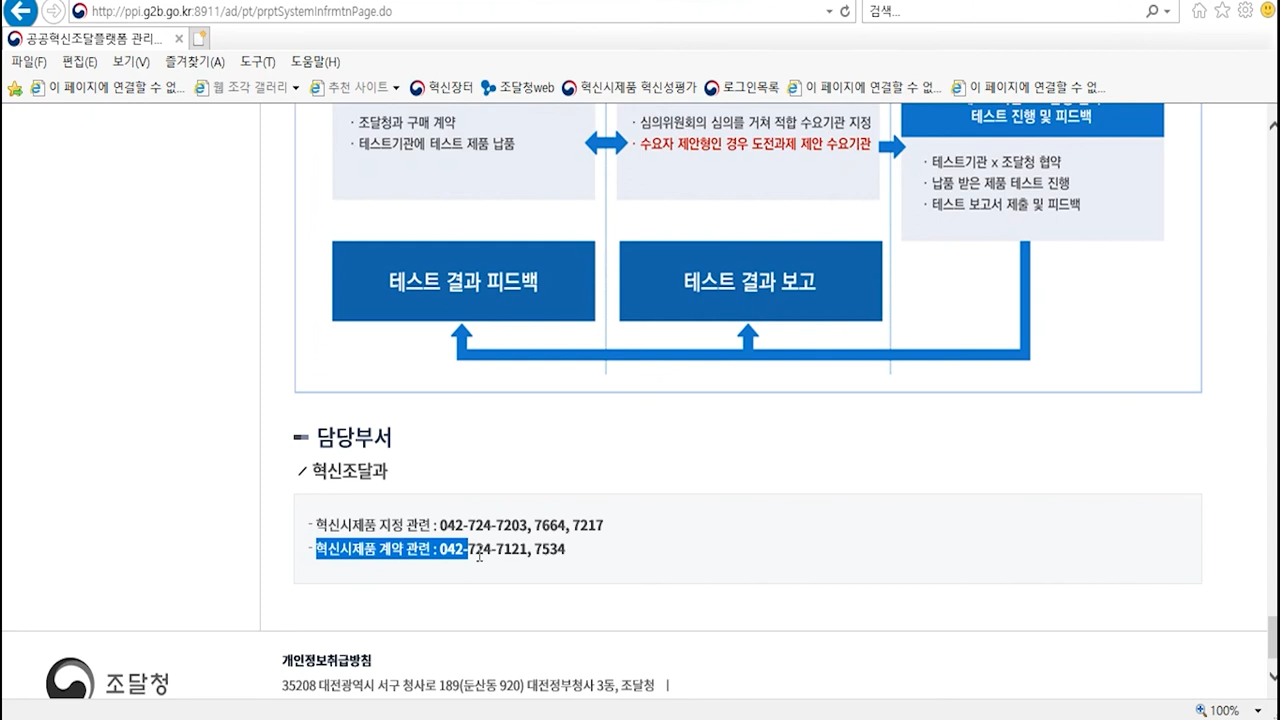 http://ppi.g2b.go.kr:8911/ad/pt/prptSystemInfrmtnPage.do
검색...
공공혁신조달플랫폼 관리...
파일(F) 편집(E) 보기(V) 즐겨찾기(A) 도구(T) 도움말(H)
이 페이지에 연결할 수 없... 웹 조각 갤러리 추천 사이트 혁신장터 조달청web 혁신시제품 혁신성평가 로그인목록 이 페이지에 연결할 수 없... 이 페이지에 연결할 수 없...
· 조달청과 구매 계약
· 테스트기관에 테스트 제품 납품
· 심의위원회의 심의를 거쳐 적합 수요기관 지정
· 수요자 제안형인 경우 도전과제 제안 수요기관
테스트 진행 및 피드백
· 테스트기관 x 조달청 협약
· 납품 받은 제품 테스트 진행
· 테스트 보고서 제출 및 피드백
테스트 결과 피드백
테스트 결과 보고
담당부서
혁신조달과
- 혁신시제품 지정 관련 : 042-724-7203, 7664, 7217
- 혁신시제품 계약 관련 : 042-724-7121, 7534
조달청
개인정보취급방침
35208 대전광역시 서구 청사로 189(둔산동 920) 대전정부청사 3동, 조달청 |
100%